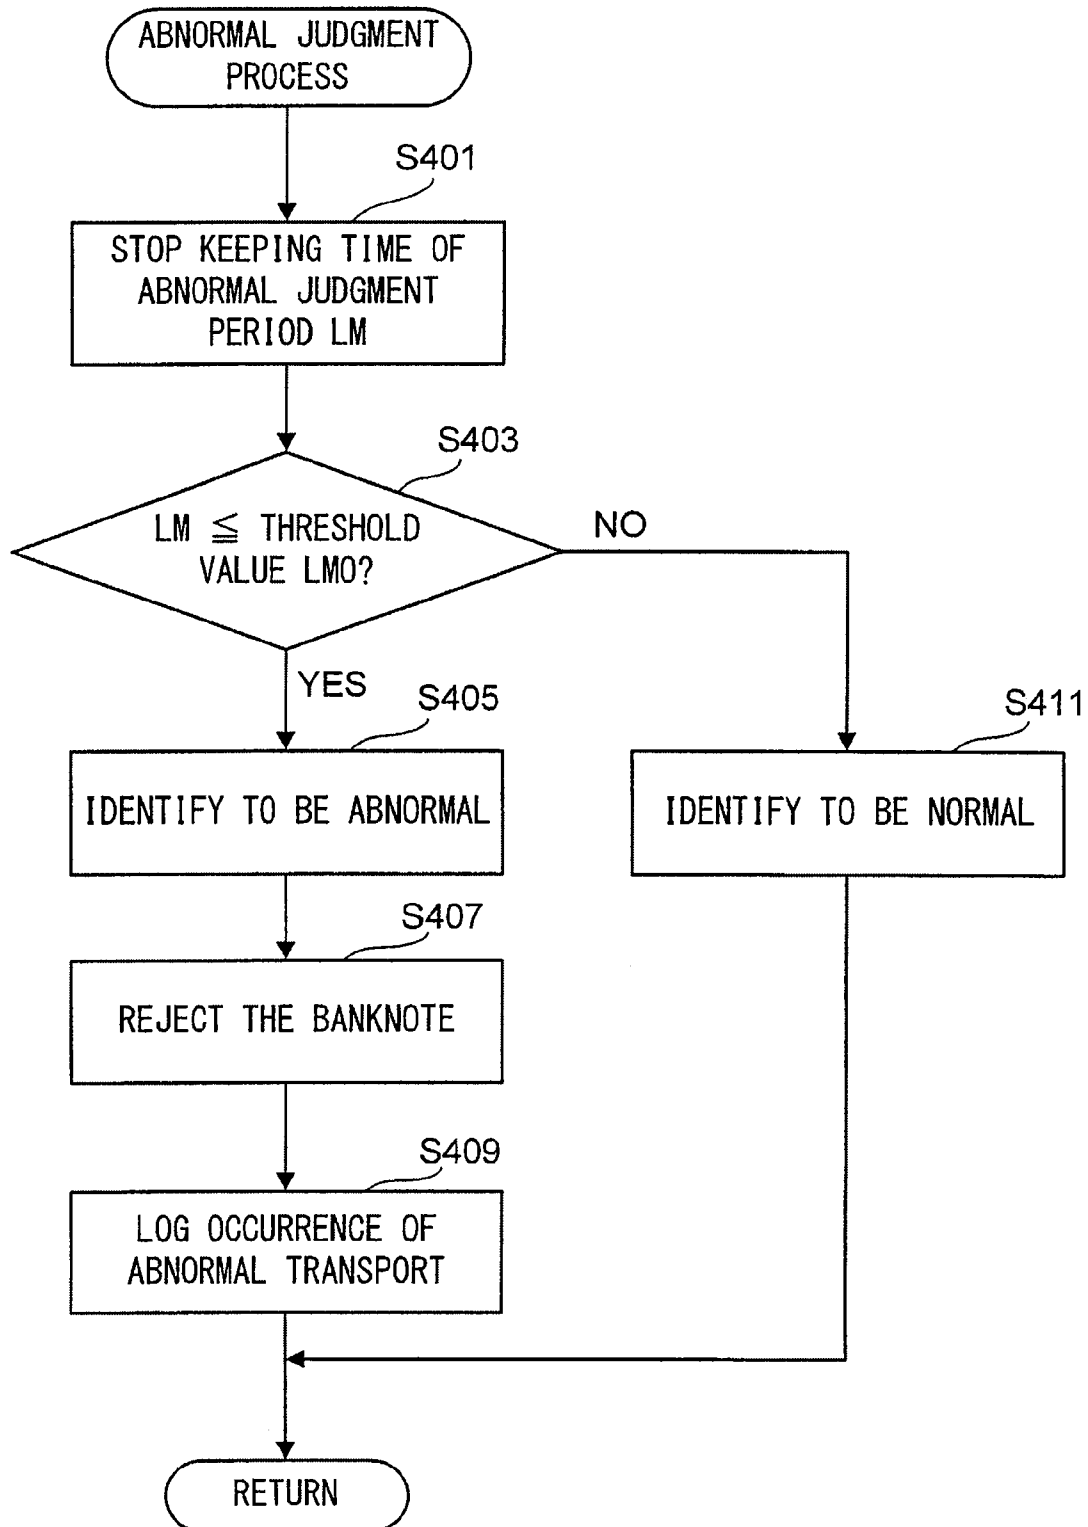 ABNORMAL JUDGMENT
PROCESS
S401
STOP KEEPING TIME OF
ABNORMAL JUDGMENT
PERIOD LM
S403
LM ≦ THRESHOLD
VALUE LM0?
NO
YES
S405
IDENTIFY TO BE ABNORMAL
S411
IDENTIFY TO BE NORMAL
S407
REJECT THE BANKNOTE
S409
LOG OCCURRENCE OF
ABNORMAL TRANSPORT
RETURN